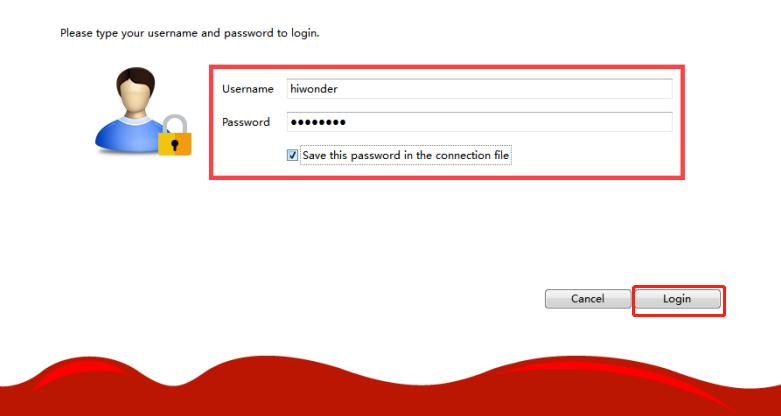 Please type your username and password to login.
Username hiwonder
Password ●●●●●●●●
Save this password in the connection file
Cancel Login